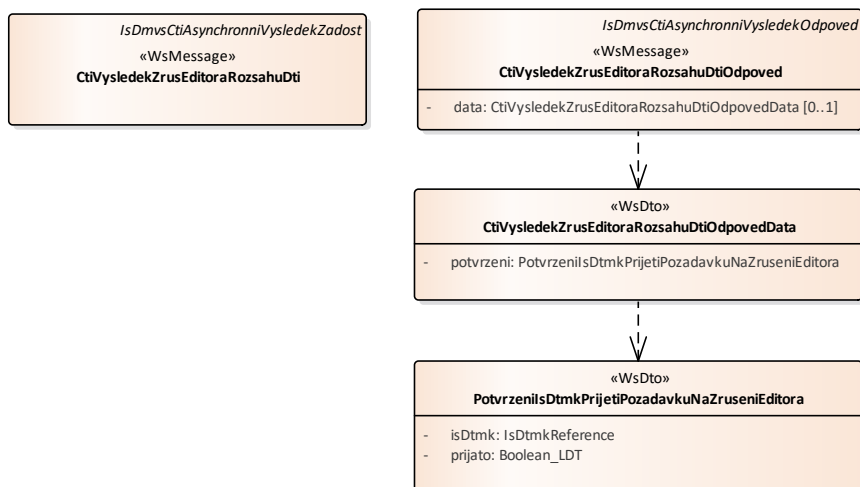 IsDmvsCtiAsynchronniVysledekZadost
«WsMessage»
CtiVysledekZrusEditoraRozsahuDti
IsDmvsCtiAsynchronniVysledekOdpoved
«WsMessage»
CtiVysledekZrusEditoraRozsahuDtiOdpoved
- data: CtiVysledekZrusEditoraRozsahuDtiOdpovedData [0..1]
«WsDto»
CtiVysledekZrusEditoraRozsahuDtiOdpovedData
- potvrzeni: PotvrzeniIsDtmkPrijetiPozadavkuNaZruseniEditora
«WsDto»
PotvrzeniIsDtmkPrijetiPozadavkuNaZruseniEditora
- isDtmk: IsDtmkReference
- prijato: Boolean_LDT